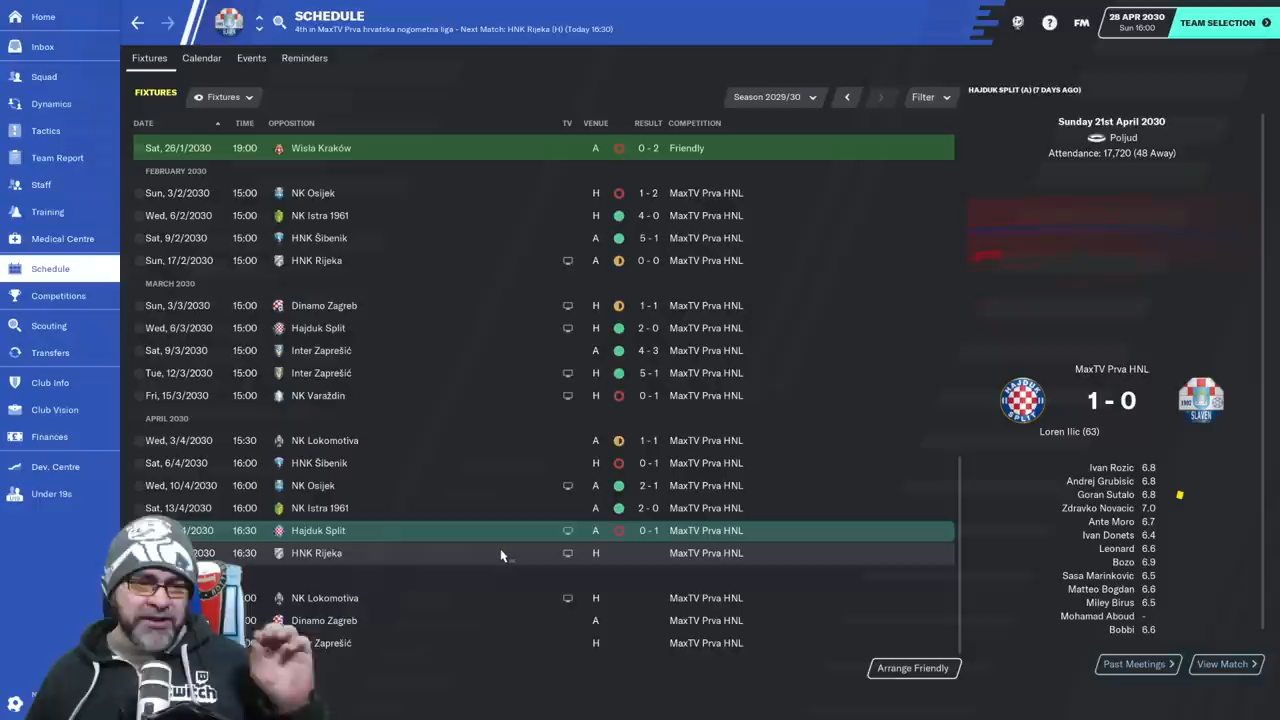 Home
Inbox
Squad
Dynamics
Tactics
Team Report
Staff
Training
Medical Centre
Schedule
Competitions
Scouting
Transfers
Club Info
Club Vision
Finances
Dev. Centre
Under 19s
SCHEDULE
4th in MaxTV Prva hrvatska nogometna liga - Next Match: HNK Rijeka (H) (Today 16:30)
FM
28 APR 2030
Sun 16:00
TEAM SELECTION
Fixtures Calendar Events Reminders
FIXTURES Fixtures Season 2029/30 Filter
DATE TIME OPPOSITION TV VENUE RESULT COMPETITION
Sat, 26/1/2030 19:00 Wisła Kraków A 0 - 2 Friendly
FEBRUARY 2030
Sun, 3/2/2030 15:00 NK Osijek H 1 - 2 MaxTV Prva HNL
Wed, 6/2/2030 15:00 NK Istra 1961 H 4 - 0 MaxTV Prva HNL
Sat, 9/2/2030 15:00 HNK Šibenik A 5 - 1 MaxTV Prva HNL
Sun, 17/2/2030 15:00 HNK Rijeka A 0 - 0 MaxTV Prva HNL
MARCH 2030
Sun, 3/3/2030 15:00 Dinamo Zagreb H 1 - 1 MaxTV Prva HNL
Wed, 6/3/2030 15:00 Hajduk Split H 2 - 0 MaxTV Prva HNL
Sat, 9/3/2030 15:00 Inter Zaprešić A 4 - 3 MaxTV Prva HNL
Tue, 12/3/2030 15:00 Inter Zaprešić H 5 - 1 MaxTV Prva HNL
Fri, 15/3/2030 15:00 NK Varaždin H 0 - 1 MaxTV Prva HNL
APRIL 2030
Wed, 3/4/2030 15:30 NK Lokomotiva A 1 - 1 MaxTV Prva HNL
Sat, 6/4/2030 16:00 HNK Šibenik H 0 - 1 MaxTV Prva HNL
Wed, 10/4/2030 16:00 NK Osijek A 2 - 1 MaxTV Prva HNL
Sat, 13/4/2030 16:00 NK Istra 1961 A 2 - 0 MaxTV Prva HNL
4/2030 16:30 Hajduk Split A 0 - 1 MaxTV Prva HNL
2030 16:30 HNK Rijeka H MaxTV Prva HNL
:00 NK Lokomotiva H MaxTV Prva HNL
:00 Dinamo Zagreb A MaxTV Prva HNL
Zaprešić H MaxTV Prva HNL
Arrange Friendly
HAJDUK SPLIT (A) (7 DAYS AGO)
Sunday 21st April 2030
Poljud
Attendance: 17,720 (48 Away)
MaxTV Prva HNL
1 - 0
HAJDUK SPLIT
1907
SLAVEN
Loren Ilic (63)
Ivan Rozic 6.8
Andrej Grubisic 6.8
Goran Sutalo 6.8
Zdravko Novacic 7.0
Ante Moro 6.7
Ivan Donets 6.4
Leonard 6.6
Bozo 6.9
Sasa Marinkovic 6.5
Matteo Bogdan 6.6
Miley Birus 6.5
Mohamad Aboud -
Bobbi 6.6
Past Meetings
View Match
twitch